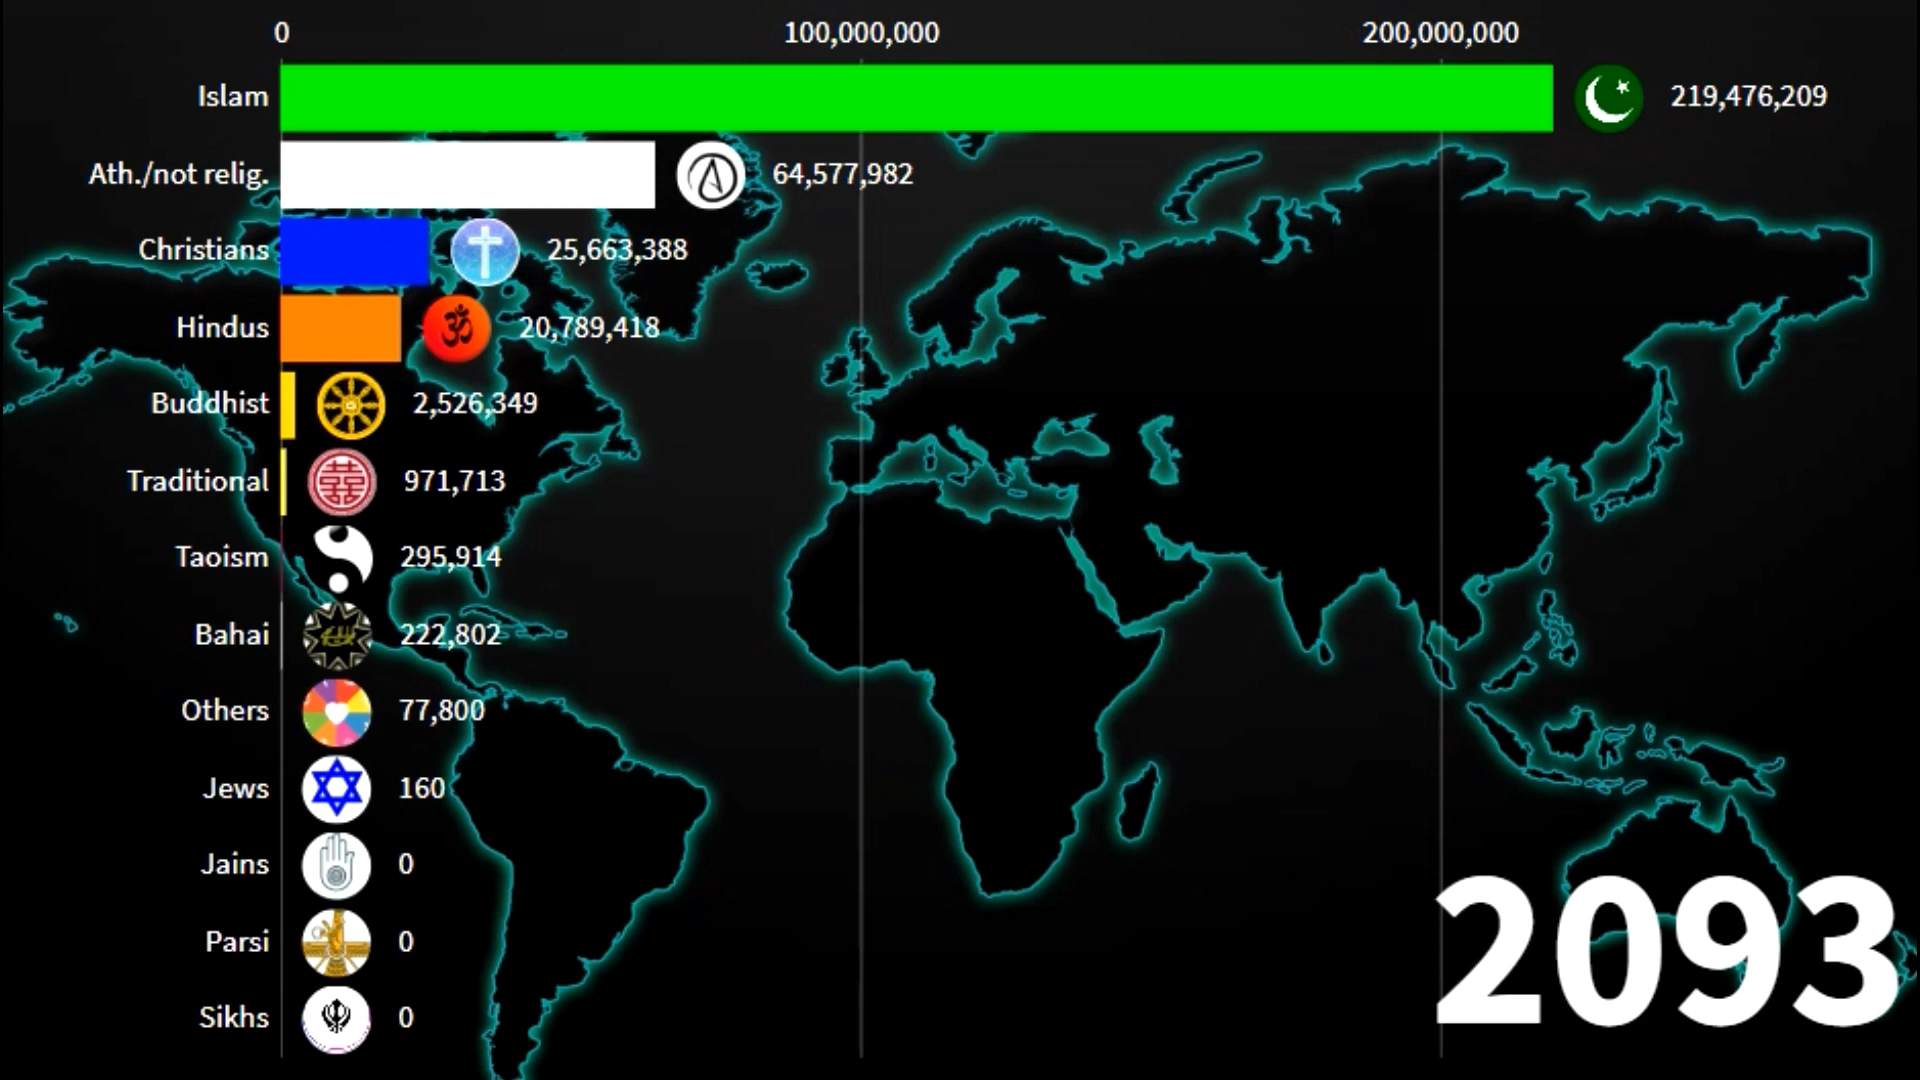 0 100,000,000 200,000,000
Islam 219,476,209
Ath./not relig. 64,577,982
Christians 25,663,388
Hindus ॐ 20,789,418
Buddhist 2,526,349
Traditional 囍 971,713
Taoism 295,914
Bahai 222,802
Others 77,800
Jews 160
Jains 0
Parsi 0
Sikhs 0
2093